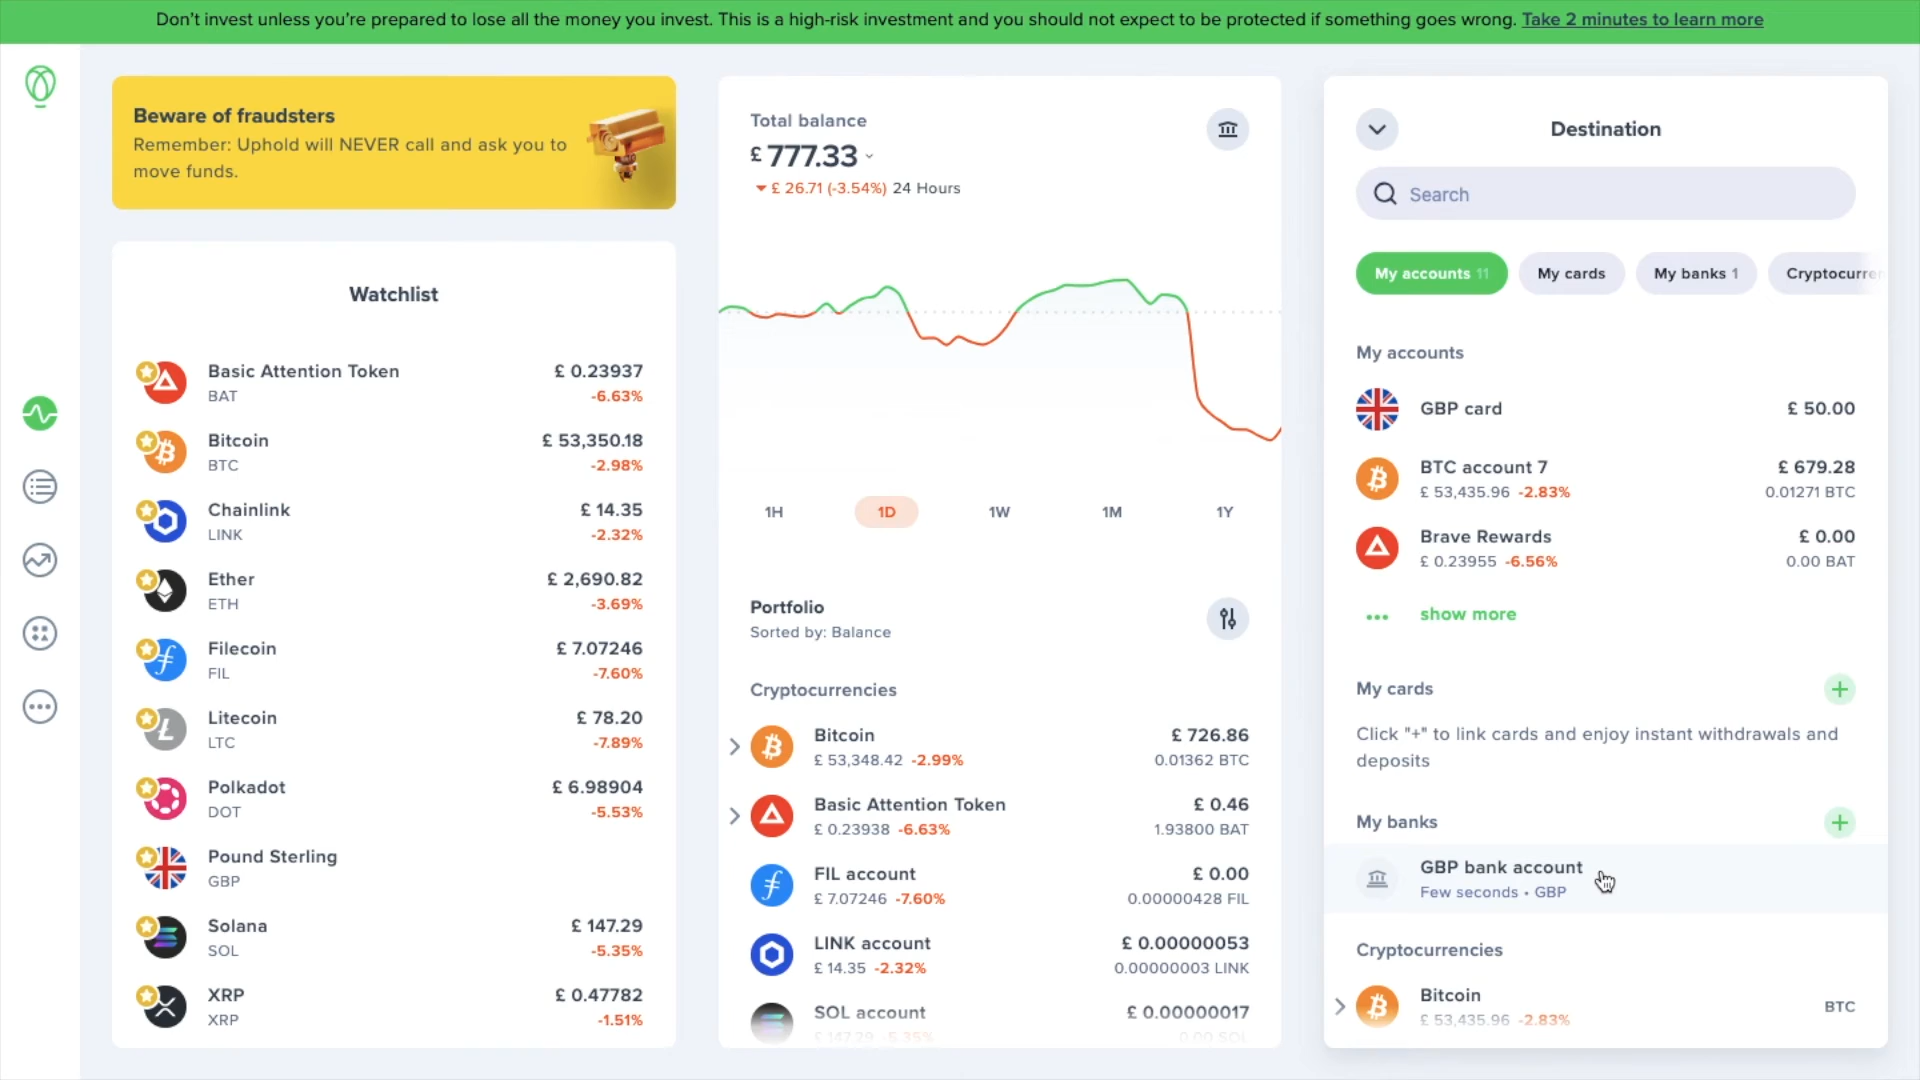 Don't invest unless you're prepared to lose all the money you invest. This is a high-risk investment and you should not expect to be protected if something goes wrong. Take 2 minutes to learn more
Beware of fraudsters
Remember: Uphold will NEVER call and ask you to
move funds.
Watchlist
Basic Attention Token £ 0.23937
BAT -6.63%
Bitcoin £ 53,350.18
BTC -2.98%
Chainlink £ 14.35
LINK -2.32%
Ether £ 2,690.82
ETH -3.69%
Filecoin £ 7.07246
FIL -7.60%
Litecoin £ 78.20
LTC -7.89%
Polkadot £ 6.98904
DOT -5.53%
Pound Sterling
GBP
Solana £ 147.29
SOL -5.35%
XRP £ 0.47782
XRP -1.51%
Total balance
£ 777.33
£ 26.71 (-3.54%) 24 Hours
1H 1D 1W 1M 1Y
Portfolio
Sorted by: Balance
Cryptocurrencies
Bitcoin £ 726.86
£ 53,348.42 -2.99% 0.01362 BTC
Basic Attention Token £ 0.46
£ 0.23938 -6.63% 1.93800 BAT
FIL account £ 0.00
£ 7.07246 -7.60% 0.00000428 FIL
LINK account £ 0.00000053
£ 14.35 -2.32% 0.00000003 LINK
SOL account £ 0.00000017
£ 147.29 -5.35% 0.00 SOL
Destination
Search
My accounts 11 My cards My banks 1 Cryptocurren
My accounts
GBP card £ 50.00
BTC account 7 £ 679.28
£ 53,435.96 -2.83% 0.01271 BTC
Brave Rewards £ 0.00
£ 0.23955 -6.56% 0.00 BAT
show more
My cards
Click "+" to link cards and enjoy instant withdrawals and
deposits
My banks
GBP bank account
Few seconds • GBP
Cryptocurrencies
Bitcoin BTC
£ 53,435.96 -2.83%